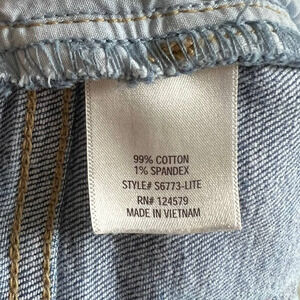 99% COTTON
1% SPANDEX
STYLE# S6773-LITE
RN# 124579
MADE IN VIETNAM